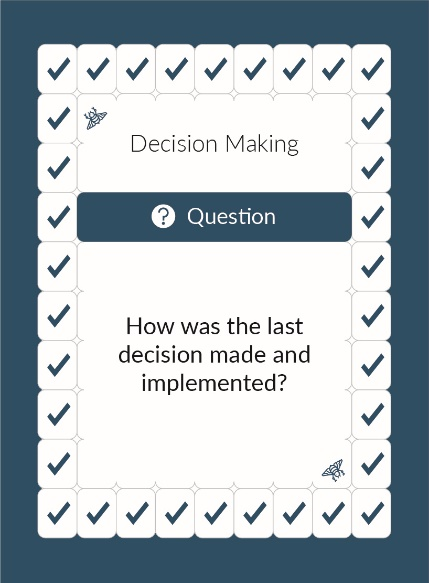 Decision Making
? Question
How was the last
decision made and
implemented?